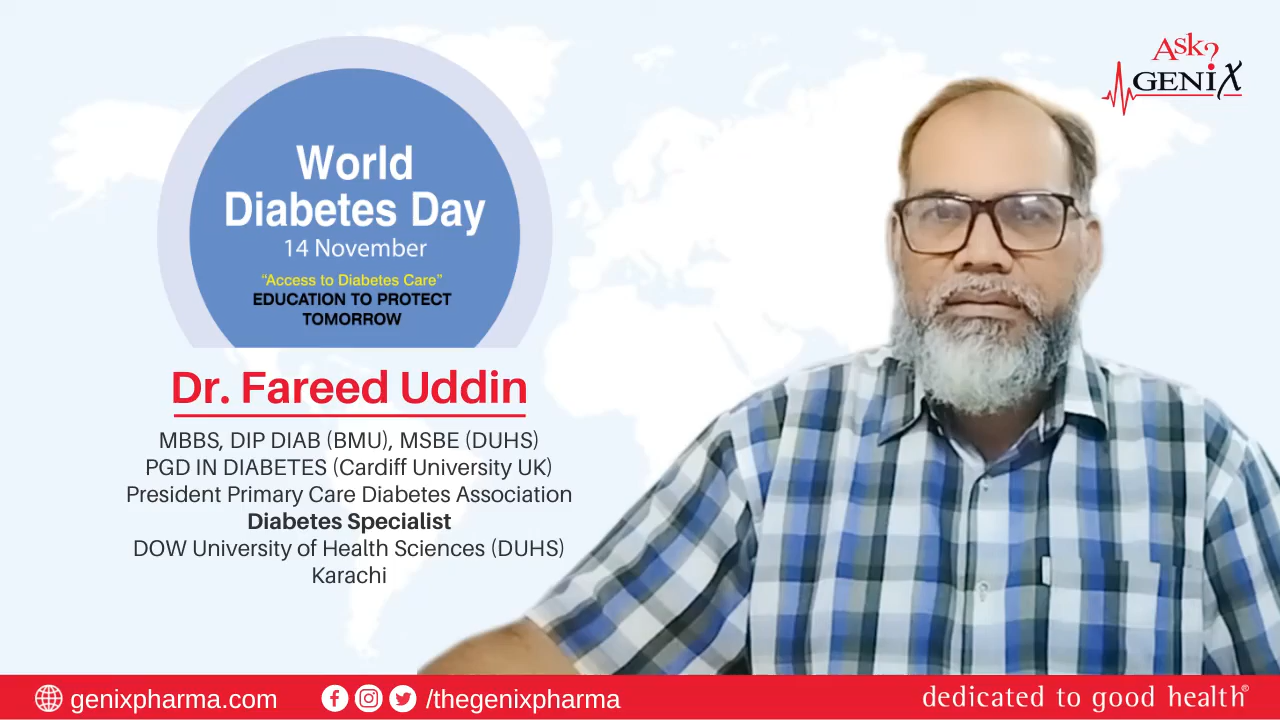 World
Diabetes Day
14 November
“Access to Diabetes Care”
EDUCATION TO PROTECT
TOMORROW
Dr. Fareed Uddin
MBBS, DIP DIAB (BMU), MSBE (DUHS)
PGD IN DIABETES (Cardiff University UK)
President Primary Care Diabetes Association
Diabetes Specialist
DOW University of Health Sciences (DUHS)
Karachi
Ask?
GENIX
genixpharma.com
/thegenixpharma
dedicated to good health®